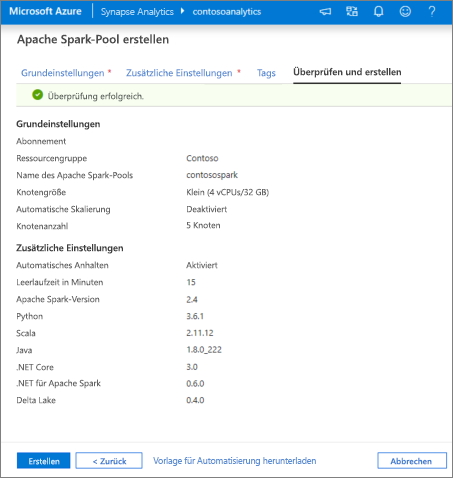 Microsoft Azure Synapse Analytics contosoanalytics ?
Apache Spark-Pool erstellen
Grundeinstellungen * Zusätzliche Einstellungen * Tags Überprüfen und erstellen
Überprüfung erfolgreich.
Grundeinstellungen
Abonnement
Ressourcengruppe Contoso
Name des Apache Spark-Pools contosospark
Knotengröße Klein (4 vCPUs/32 GB)
Automatische Skalierung Deaktiviert
Knotenanzahl 5 Knoten
Zusätzliche Einstellungen
Automatisches Anhalten Aktiviert
Leerlaufzeit in Minuten 15
Apache Spark-Version 2.4
Python 3.6.1
Scala 2.11.12
Java 1.8.0_222
.NET Core 3.0
.NET für Apache Spark 0.6.0
Delta Lake 0.4.0
Erstellen < Zurück Vorlage für Automatisierung herunterladen Abbrechen